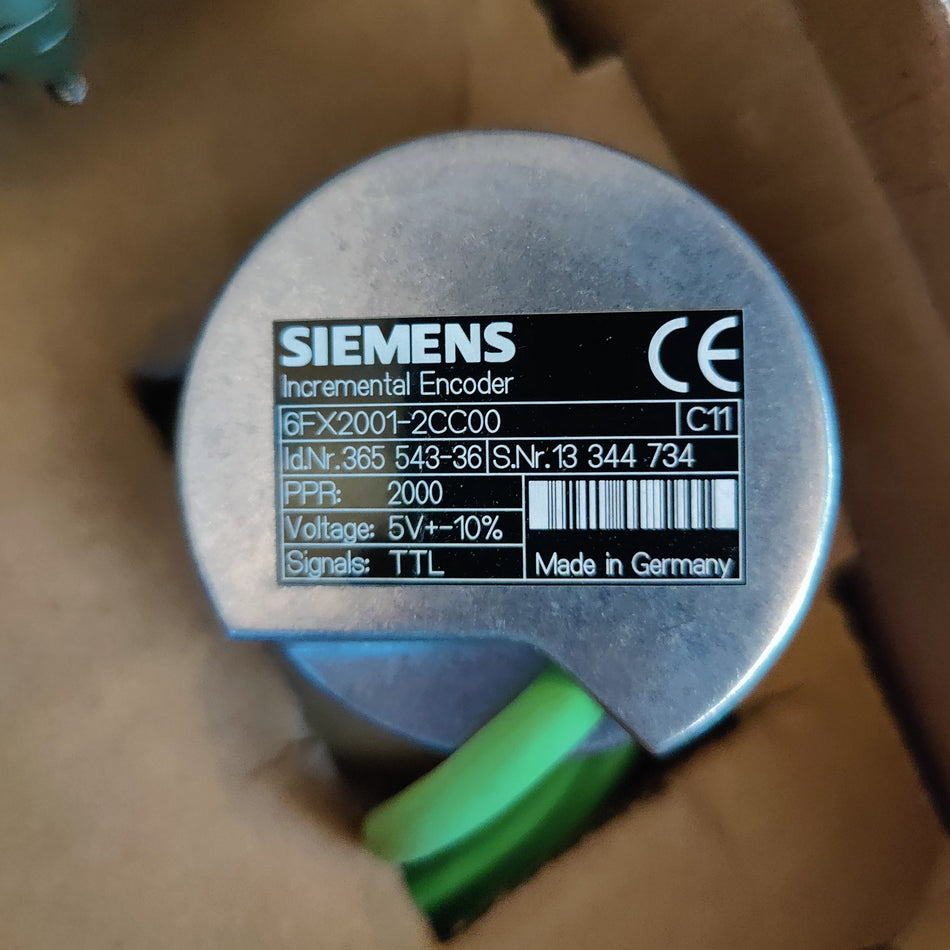 SIEMENS CE
Incremental Encoder
6FX2001-2CC00 C11
Id.Nr.365 543-36 S.Nr.13 344 734
PPR: 2000
Voltage: 5V+-10%
Signals: TTL Made in Germany